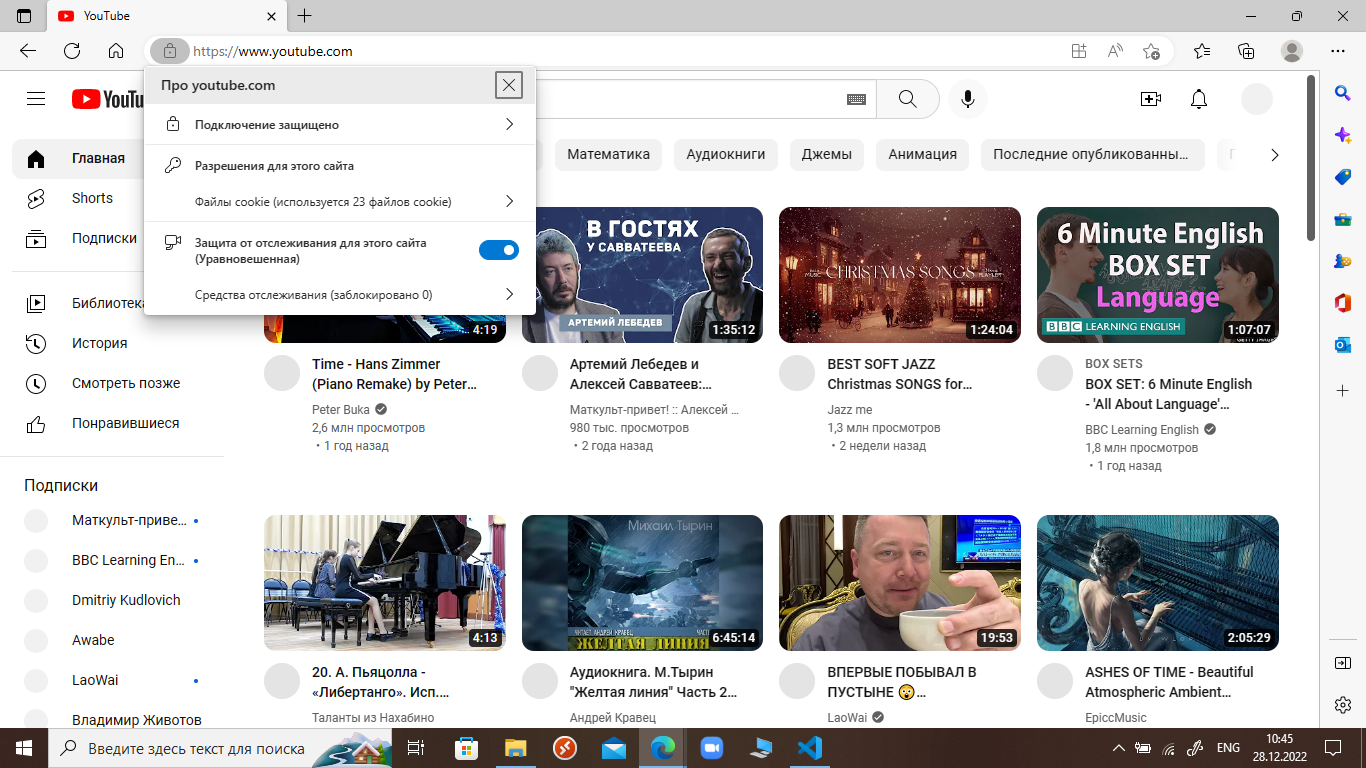 YouTube
https://www.youtube.com
Про youtube.com
Подключение защищено
Разрешения для этого сайта
Файлы cookie (используется 23 файлов cookie)
Защита от отслеживания для этого сайта
(Уравновешенная)
Средства отслеживания (заблокировано 0)
YouTu
Математика
Аудиокниги
Джемы
Анимация
Последние опубликованны...
Главная
Shorts
Подписки
Библиотека
История
Смотреть позже
Понравившиеся
Подписки
Маткульт-приве...
BBC Learning En...
Dmitriy Kudlovich
Awabe
LaoWai
Владимир Животов
4:19
Time - Hans Zimmer
(Piano Remake) by Peter...
Peter Buka
2,6 млн просмотров
• 1 год назад
В ГОСТЯХ
У САВВАТЕЕВА
АРТЕМИЙ ЛЕБЕДЕВ
1:35:12
Артемий Лебедев и
Алексей Савватеев:...
Маткульт-привет! :: Алексей ...
980 тыс. просмотров
• 2 года назад
CHRISTMAS SONGS
1:24:04
BEST SOFT JAZZ
Christmas SONGS for...
Jazz me
1,3 млн просмотров
• 2 недели назад
6 Minute English
BOX SET
Language
BBC LEARNING ENGLISH
1:07:07
BOX SETS
BOX SET: 6 Minute English
- 'All About Language'...
BBC Learning English
1,8 млн просмотров
• 1 год назад
4:13
20. А. Пьяцолла -
«Либертанго». Исп....
Таланты из Нахабино
Михаил Тырин
ЧИТАЕТ АНДРЕЙ КРАВЕЦ
ЖЕЛТАЯ ЛИНИЯ
6:45:14
Аудиокнига. М.Тырин
"Желтая линия" Часть 2...
Андрей Кравец
19:53
ВПЕРВЫЕ ПОБЫВАЛ В
ПУСТЫНЕ 😲...
LaoWai
2:05:29
ASHES OF TIME - Beautiful
Atmospheric Ambient...
EpicMusic
Введите здесь текст для поиска
ENG
10:45
28.12.2022